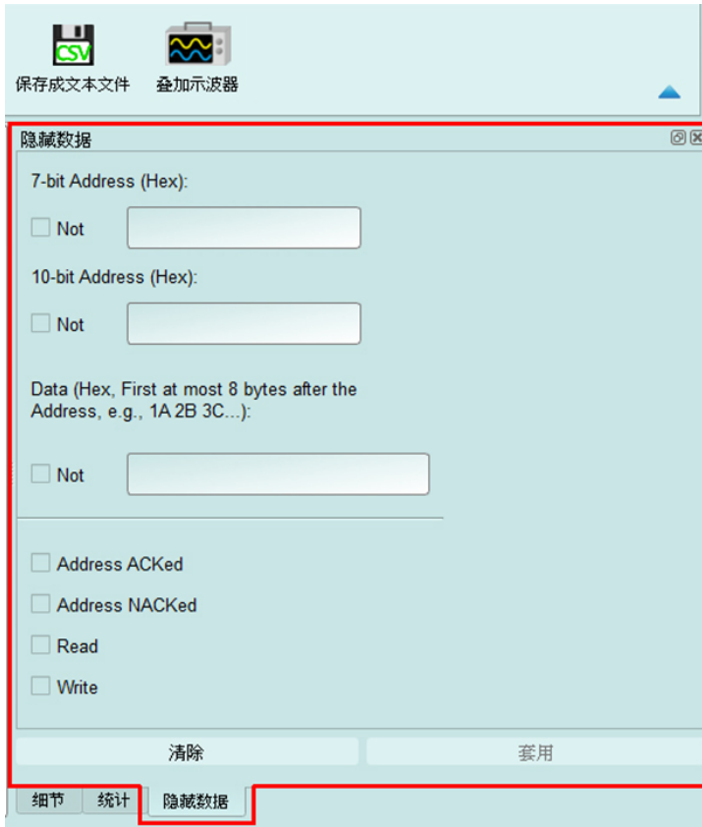 CSV
保存成文本文件
叠加示波器
隐藏数据
7-bit Address (Hex):
Not
10-bit Address (Hex):
Not
Data (Hex, First at most 8 bytes after the
Address, e.g., 1A 2B 3C...):
Not
Address ACKed
Address NACKed
Read
Write
清除
套用
细节
统计
隐藏数据